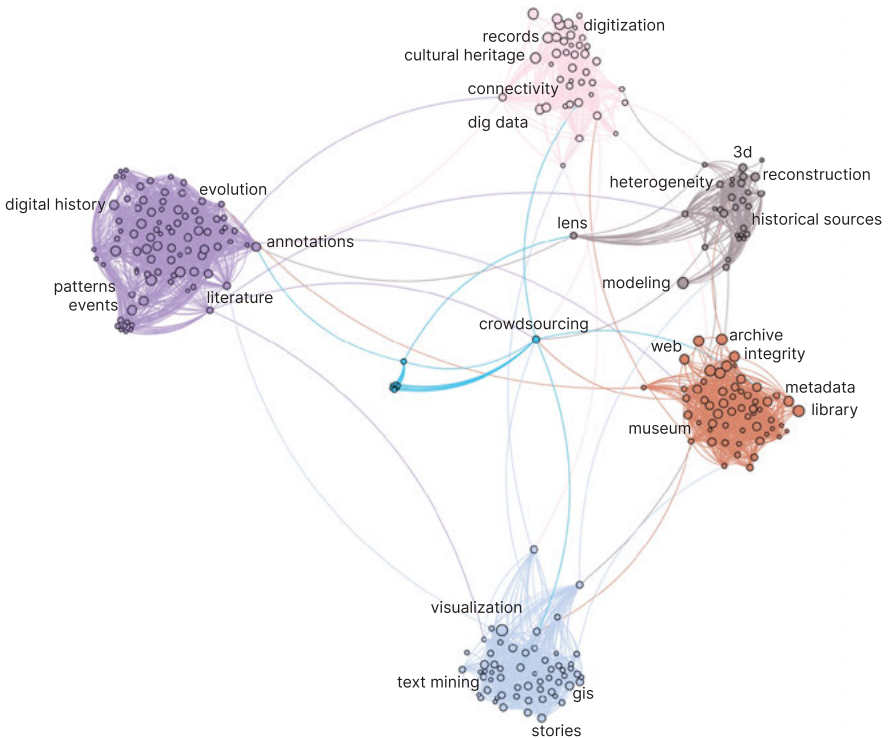 digitization
records
cultural heritage
connectivity
dig data
3d
reconstruction
heterogeneity
historical sources
evolution
digital history
annotations
lens
modeling
patterns
events
literature
crowdsourcing
archive
web
integrity
metadata
library
museum
visualization
text mining
gis
stories